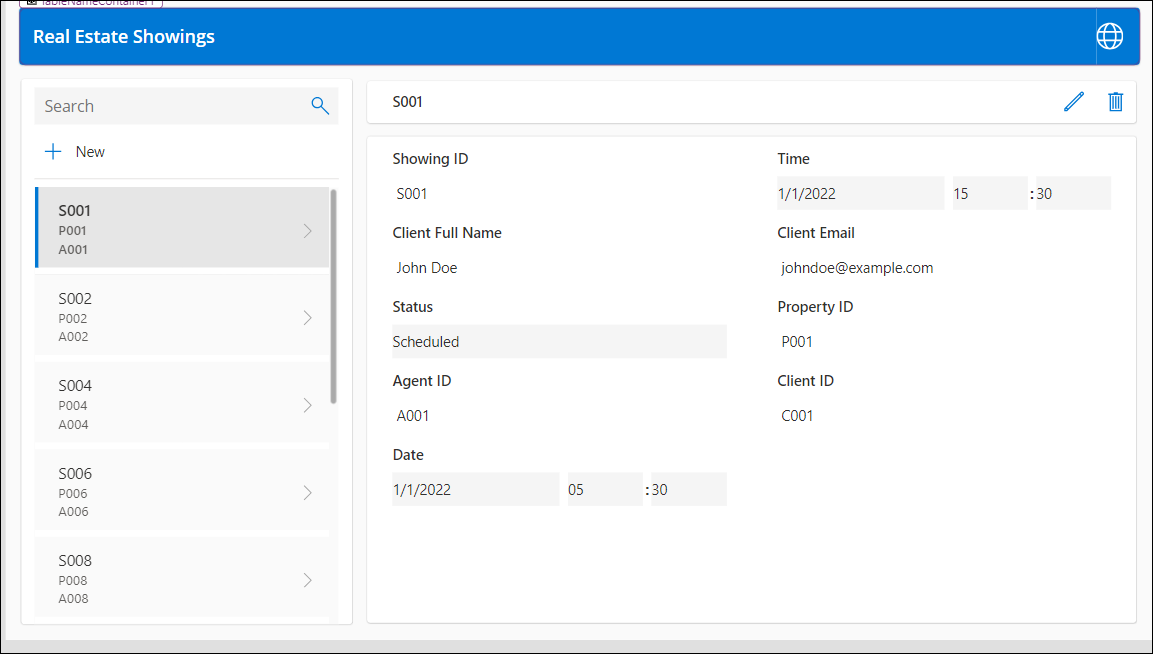 TableNameContainer1
Real Estate Showings
Search
New
S001
P001
A001
S002
P002
A002
S004
P004
A004
S006
P006
A006
S008
P008
A008
S001
Showing ID
S001
Time
1/1/2022 15 : 30
Client Full Name
John Doe
Client Email
johndoe@example.com
Status
Scheduled
Property ID
P001
Agent ID
A001
Client ID
C001
Date
1/1/2022 05 : 30